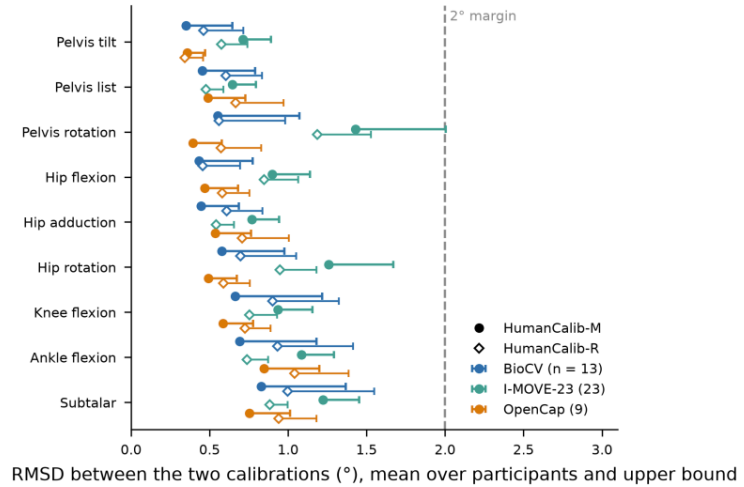 2° margin
Pelvis tilt
Pelvis list
Pelvis rotation
Hip flexion
Hip adduction
Hip rotation
Knee flexion
Ankle flexion
Subtalar
HumanCalib-M
HumanCalib-R
BioCV (n = 13)
I-MOVE-23 (23)
OpenCap (9)
0.0 0.5 1.0 1.5 2.0 2.5 3.0
RMSD between the two calibrations (°), mean over participants and upper bound